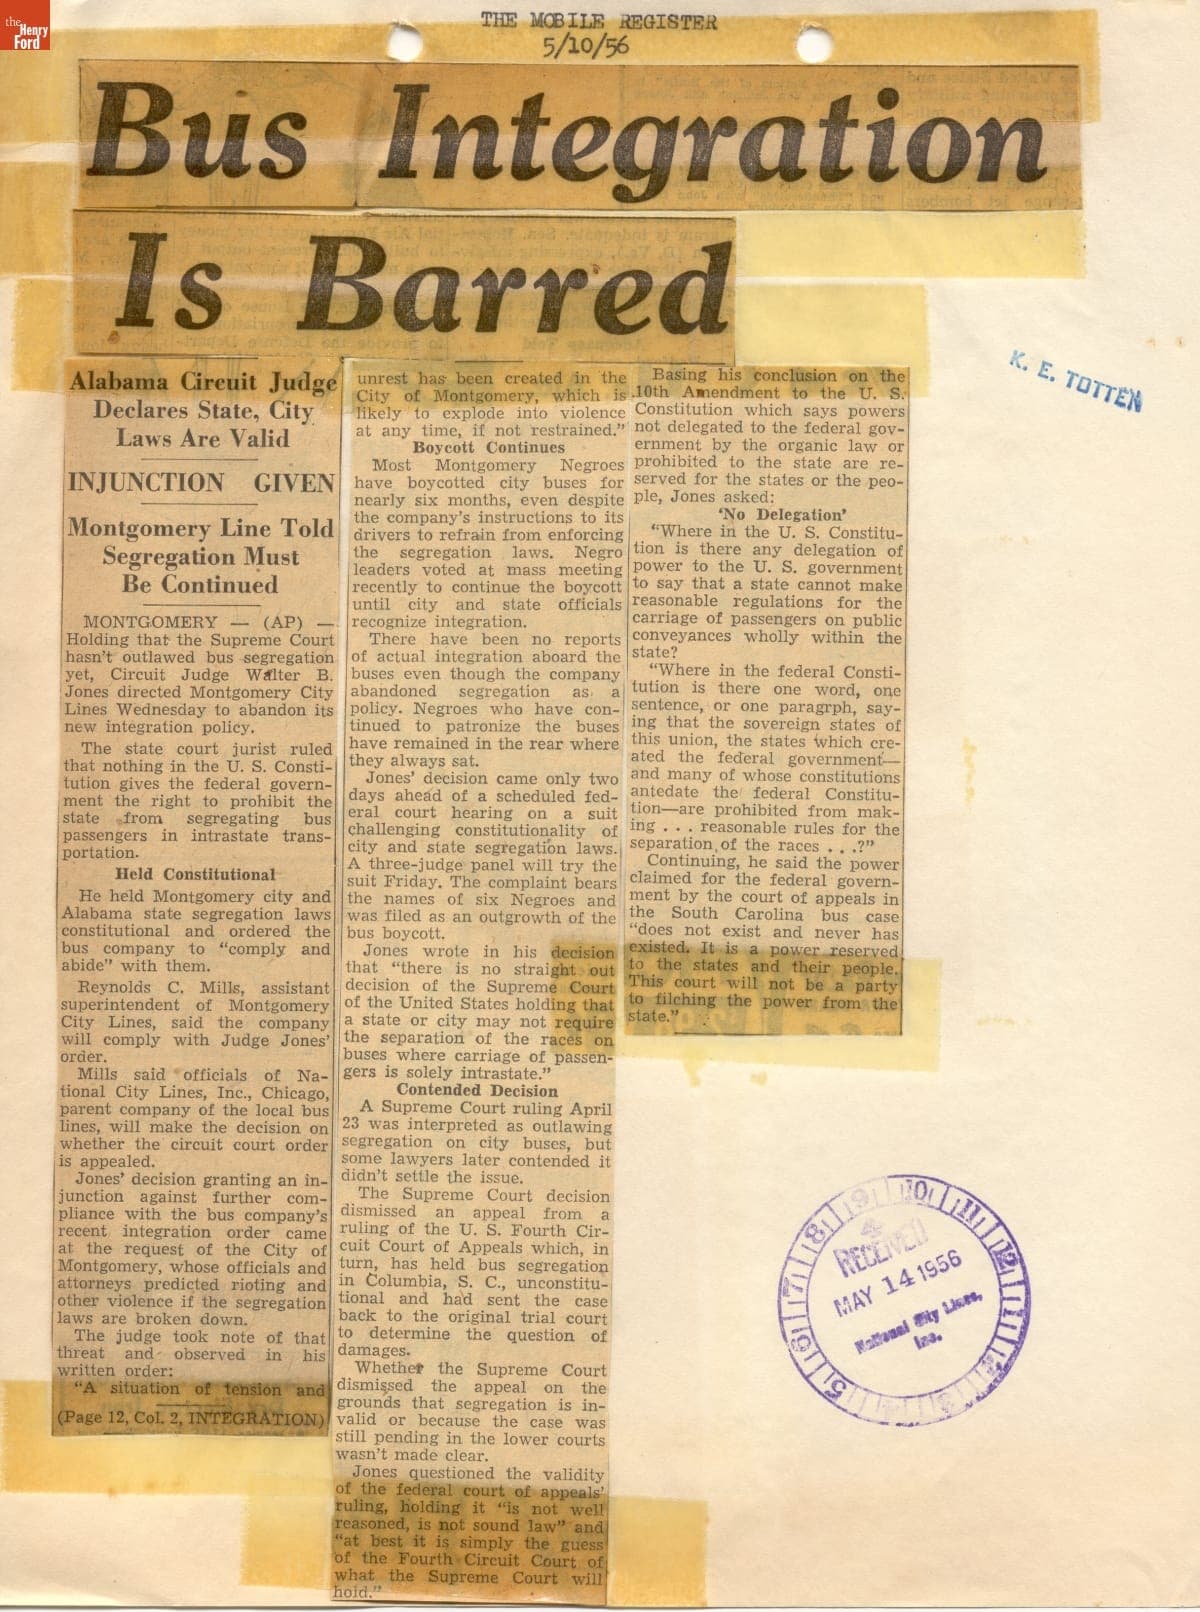 the
Henry
Ford
THE MOBILE REGISTER
5/10/56
Bus Integration
Is Barred
K. E. TOTTEN
Alabama Circuit Judge
Declares State, City
Laws Are Valid
INJUNCTION GIVEN
Montgomery Line Told
Segregation Must
Be Continued
MONTGOMERY — (AP) —
Holding that the Supreme Court
hasn't outlawed bus segregation
yet, Circuit Judge Walter B.
Jones directed Montgomery City
Lines Wednesday to abandon its
new integration policy.
The state court jurist ruled
that nothing in the U. S. Consti-
tution gives the federal govern-
ment the right to prohibit the
state from segregating bus
passengers in intrastate trans-
portation.
Held Constitutional
He held Montgomery city and
Alabama state segregation laws
constitutional and ordered the
bus company to "comply and
abide" with them.
Reynolds C. Mills, assistant
superintendent of Montgomery
City Lines, said the company
will comply with Judge Jones'
order.
Mills said officials of Na-
tional City Lines, Inc., Chicago,
parent company of the local bus
lines, will make the decision on
whether the circuit court order
is appealed.
Jones' decision granting an in-
junction against further com-
pliance with the bus company's
recent integration order came
at the request of the City of
Montgomery, whose officials and
attorneys predicted rioting and
other violence if the segregation
laws are broken down.
The judge took note of that
threat and observed in his
written order:
"A situation of tension and
(Page 12, Col. 2, INTEGRATION)
unrest has been created in the
City of Montgomery, which is
likely to explode into violence
at any time, if not restrained."
Boycott Continues
Most Montgomery Negroes
have boycotted city buses for
nearly six months, even despite
the company's instructions to its
drivers to refrain from enforcing
the segregation laws. Negro
leaders voted at mass meeting
recently to continue the boycott
until city and state officials
recognize integration.
There have been no reports
of actual integration aboard the
buses even though the company
abandoned segregation as a
policy. Negroes who have con-
tinued to patronize the buses
have remained in the rear where
they always sat.
Jones' decision came only two
days ahead of a scheduled fed-
eral court hearing on a suit
challenging constitutionality of
city and state segregation laws.
A three-judge panel will try the
suit Friday. The complaint bears
the names of six Negroes and
was filed as an outgrowth of the
bus boycott.
Jones wrote in his decision
that "there is no straight out
decision of the Supreme Court
of the United States holding that
a state or city may not require
the separation of the races on
buses where carriage of passen-
gers is solely intrastate."
Contended Decision
A Supreme Court ruling April
23 was interpreted as outlawing
segregation on city buses, but
some lawyers later contended it
didn't settle the issue.
The Supreme Court decision
dismissed an appeal from a
ruling of the U. S. Fourth Cir-
cuit Court of Appeals which, in
turn, has held bus segregation
in Columbia, S. C., unconstitu-
tional and had sent the case
back to the original trial court
to determine the question of
damages.
Whether the Supreme Court
dismissed the appeal on the
grounds that segregation is in-
valid or because the case was
still pending in the lower courts
wasn't made clear.
Jones questioned the validity
of the federal court of appeals'
ruling, holding it "is not well
reasoned, is not sound law" and
"at best it is simply the guess
of the Fourth Circuit Court of
what the Supreme Court will
hold."
Basing his conclusion on the
10th Amendment to the U. S.
Constitution which says powers
not delegated to the federal gov-
ernment by the organic law or
prohibited to the state are re-
served for the states or the peo-
ple, Jones asked:
'No Delegation'
"Where in the U. S. Constitu-
tion is there any delegation of
power to the U. S. government
to say that a state cannot make
reasonable regulations for the
carriage of passengers on public
conveyances wholly within the
state?
"Where in the federal Consti-
tution is there one word, one
sentence, or one paragrph, say-
ing that the sovereign states of
this union, the states which cre-
ated the federal government—
and many of whose constitutions
antedate the federal Constitu-
tion—are prohibited from mak-
ing . . . reasonable rules for the
separation of the races . . .?"
Continuing, he said the power
claimed for the federal govern-
ment by the court of appeals in
the South Carolina bus case
"does not exist and never has
existed. It is a power reserved
to the states and their people.
This court will not be a party
to filching the power from the
state."
RECEIVED
MAY 14 1956
National City Lines,
Inc.